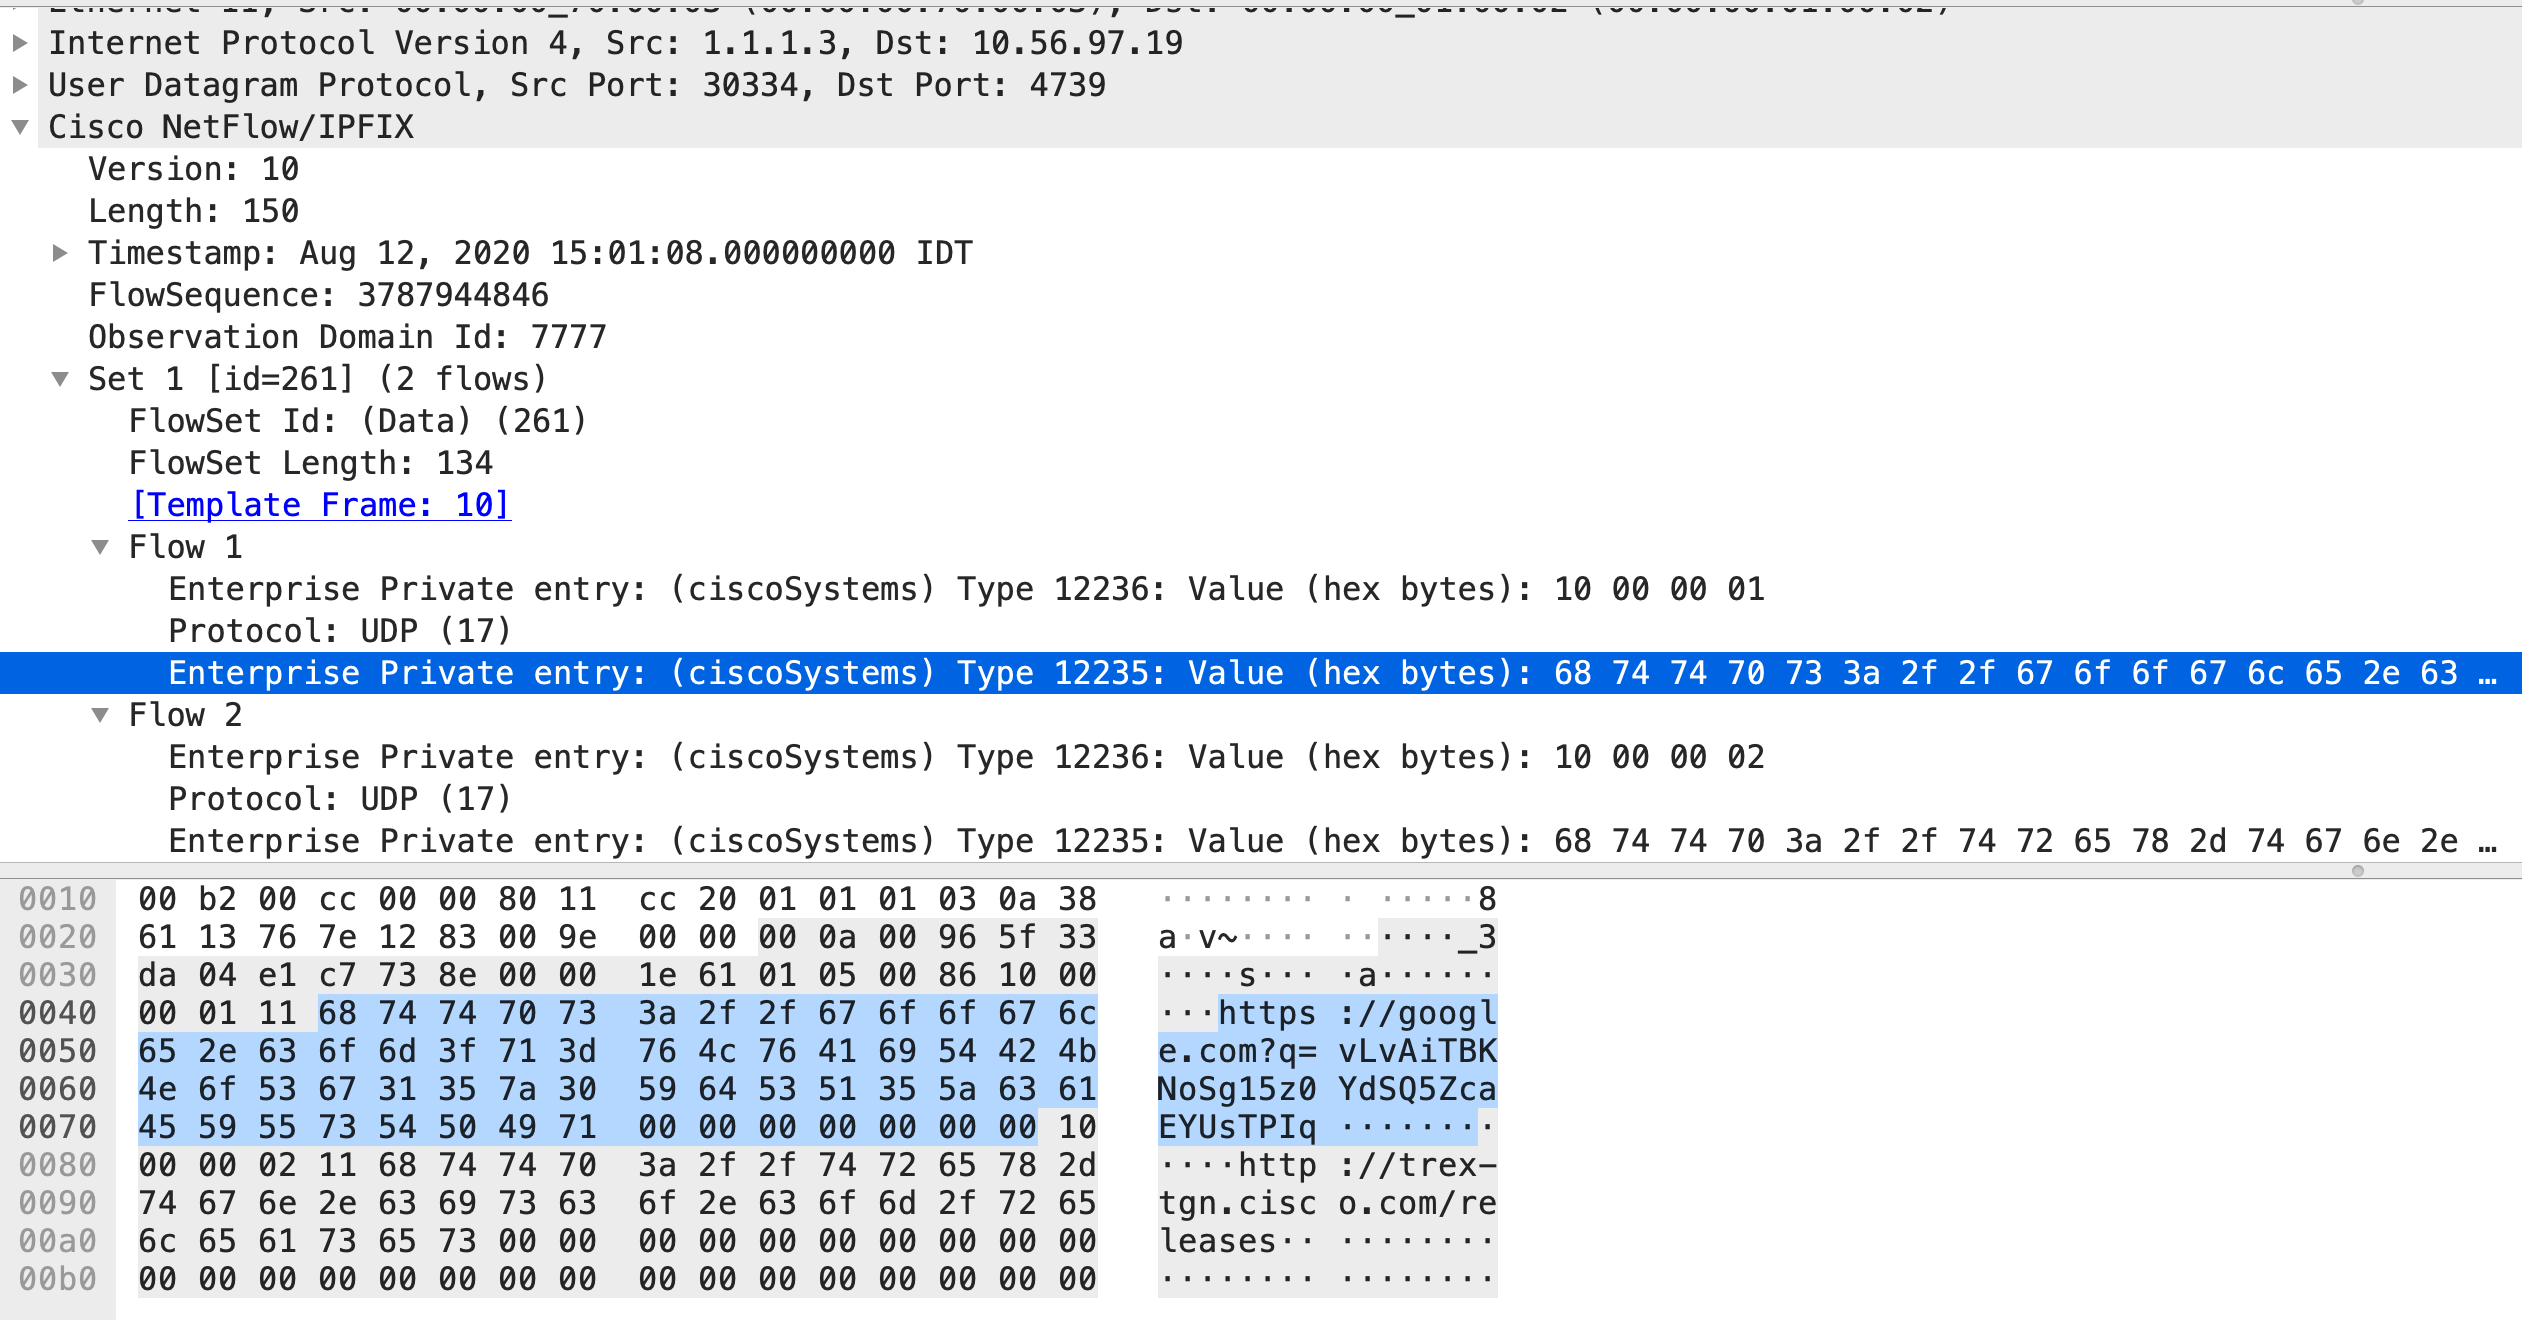 Internet Protocol Version 4, Src: 1.1.1.3, Dst: 10.56.97.19
User Datagram Protocol, Src Port: 30334, Dst Port: 4739
Cisco NetFlow/IPFIX
Version: 10
Length: 150
Timestamp: Aug 12, 2020 15:01:08.000000000 IDT
FlowSequence: 3787944846
Observation Domain Id: 7777
Set 1 [id=261] (2 flows)
FlowSet Id: (Data) (261)
FlowSet Length: 134
[Template Frame: 10]
Flow 1
Enterprise Private entry: (ciscoSystems) Type 12236: Value (hex bytes): 10 00 00 01
Protocol: UDP (17)
Enterprise Private entry: (ciscoSystems) Type 12235: Value (hex bytes): 68 74 74 70 73 3a 2f 2f 67 6f 6f 67 6c 65 2e 63 …
Flow 2
Enterprise Private entry: (ciscoSystems) Type 12236: Value (hex bytes): 10 00 00 02
Protocol: UDP (17)
Enterprise Private entry: (ciscoSystems) Type 12235: Value (hex bytes): 68 74 74 70 3a 2f 2f 74 72 65 78 2d 74 67 6e 2e …
0010 00 b2 00 cc 00 00 80 11 cc 20 01 01 01 03 0a 38 ········ · ·····8
0020 61 13 76 7e 12 83 00 9e 00 00 00 0a 00 96 5f 33 a·v~···· ······_3
0030 da 04 e1 c7 73 8e 00 00 1e 61 01 05 00 86 10 00 ····s··· ·a······
0040 00 01 11 68 74 74 70 73 3a 2f 2f 67 6f 6f 67 6c ···https ://googl
0050 65 2e 63 6f 6d 3f 71 3d 76 4c 76 41 69 54 42 4b e.com?q= vLvAiTBK
0060 4e 6f 53 67 31 35 7a 30 59 64 53 51 35 5a 63 61 NoSg15z0 YdSQ5Zca
0070 45 59 55 73 54 50 49 71 00 00 00 00 00 00 00 10 EYUsTPIq ········
0080 00 00 02 11 68 74 74 70 3a 2f 2f 74 72 65 78 2d ····http ://trex-
0090 74 67 6e 2e 63 69 73 63 6f 2e 63 6f 6d 2f 72 65 tgn.cisc o.com/re
00a0 6c 65 61 73 65 73 00 00 00 00 00 00 00 00 00 00 leases·· ········
00b0 00 00 00 00 00 00 00 00 00 00 00 00 00 00 00 00 ········ ········